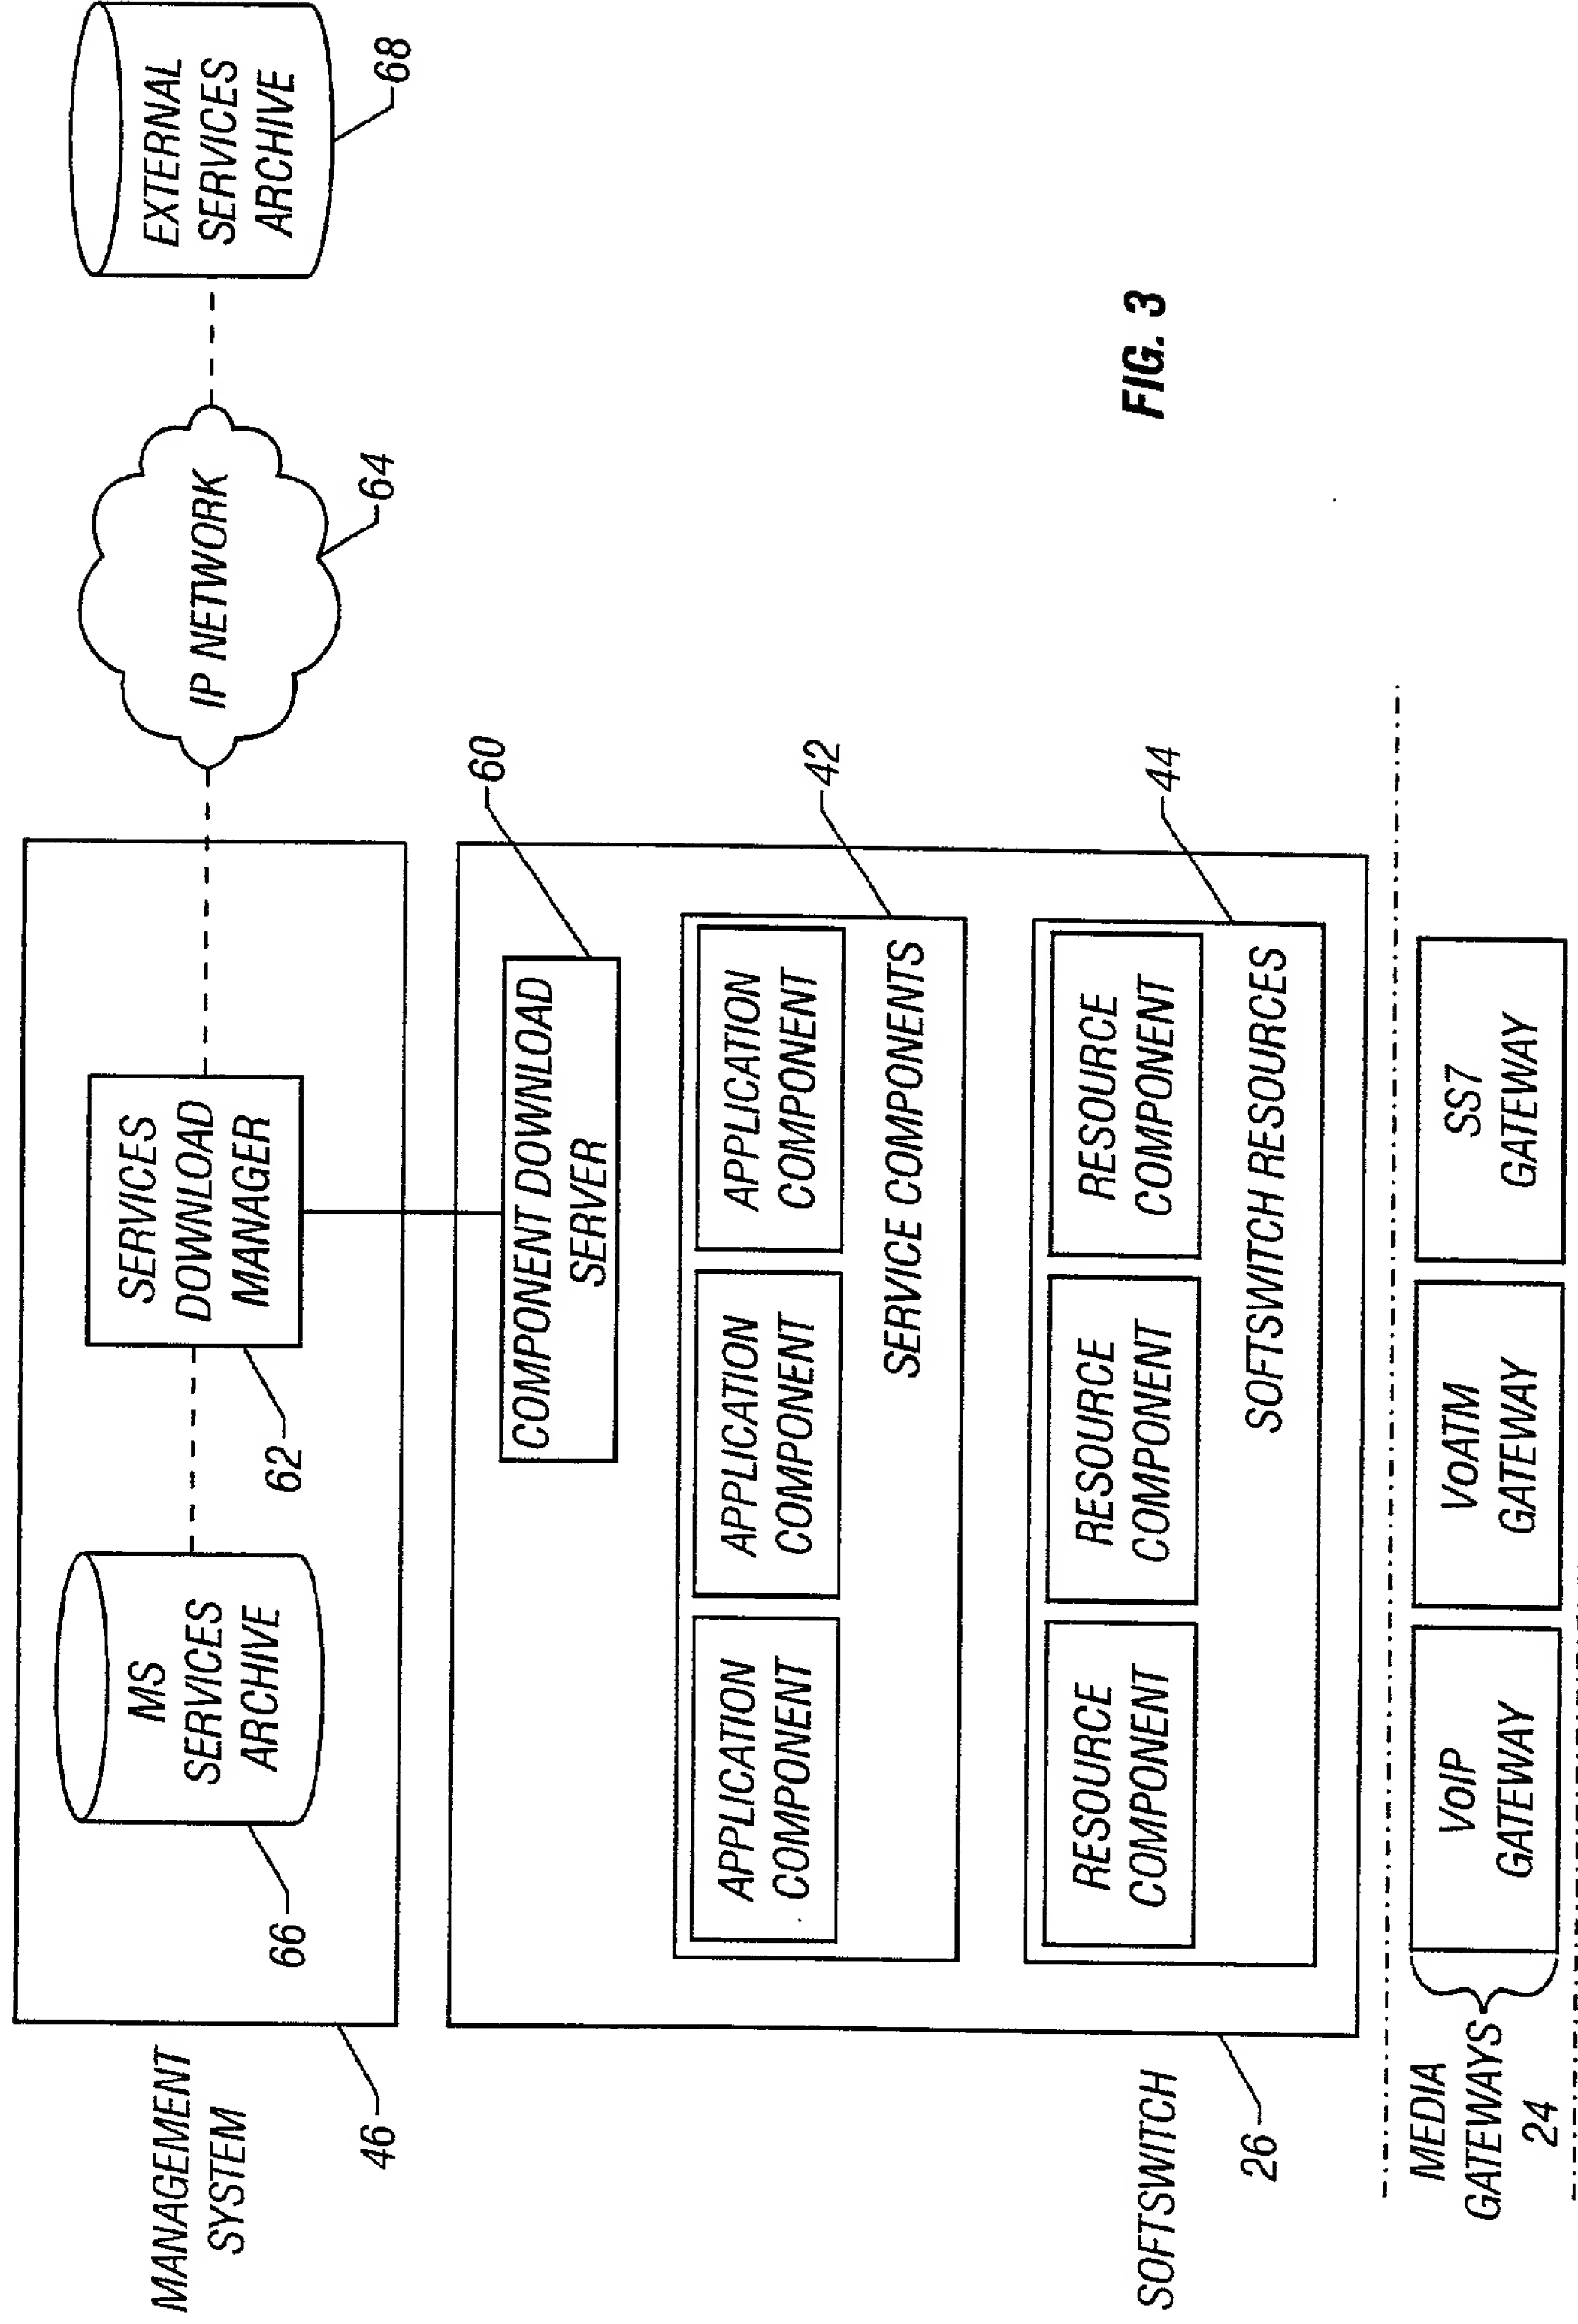 MANAGEMENT
SYSTEM
46
66
MS
SERVICES
ARCHIVE
62
SERVICES
DOWNLOAD
MANAGER
IP NETWORK
64
EXTERNAL
SERVICES
ARCHIVE
68
SOFTSWITCH
26
COMPONENT DOWNLOAD
SERVER
60
APPLICATION
COMPONENT
APPLICATION
COMPONENT
APPLICATION
COMPONENT
SERVICE COMPONENTS
42
RESOURCE
COMPONENT
RESOURCE
COMPONENT
RESOURCE
COMPONENT
SOFTSWITCH RESOURCES
44
MEDIA
GATEWAYS
24
VoIP
GATEWAY
VoATM
GATEWAY
SS7
GATEWAY
FIG. 3